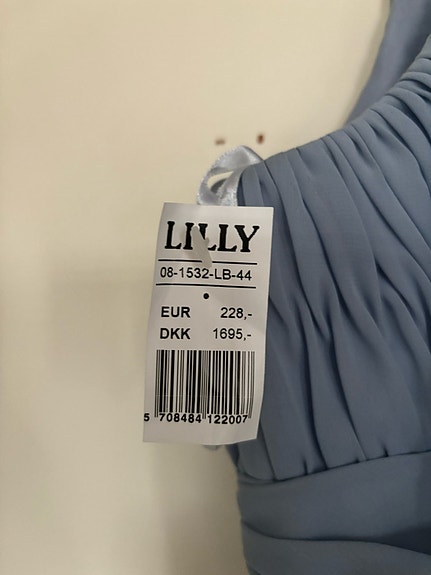 LILLY
08-1532-LB-44
EUR 228,-
DKK 1695,-
5 708484 122007